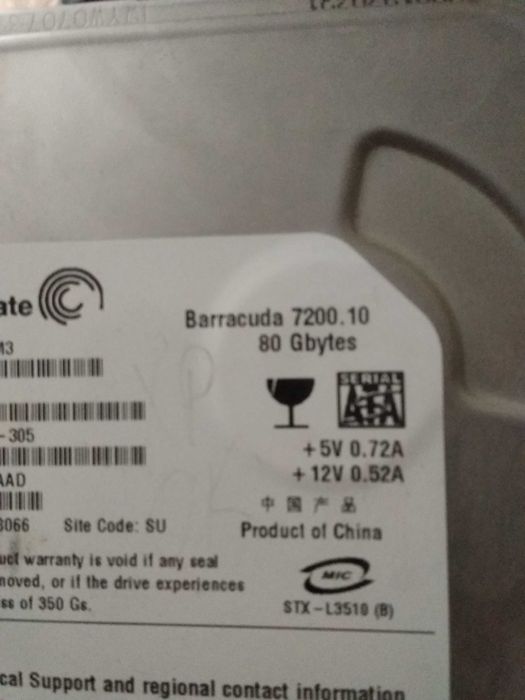 ate
Barracuda 7200.10
80 Gbytes
SERIAL
ATA
-305
+5V 0.72A
AAD
+12V 0.52A
中国产品
3066 Site Code: SU
Product of China
uct warranty is void if any seal
moved, or if the drive experiences
ss of 350 Gs.
MIC
STX-L3510 (B)
cal Support and regional contact information